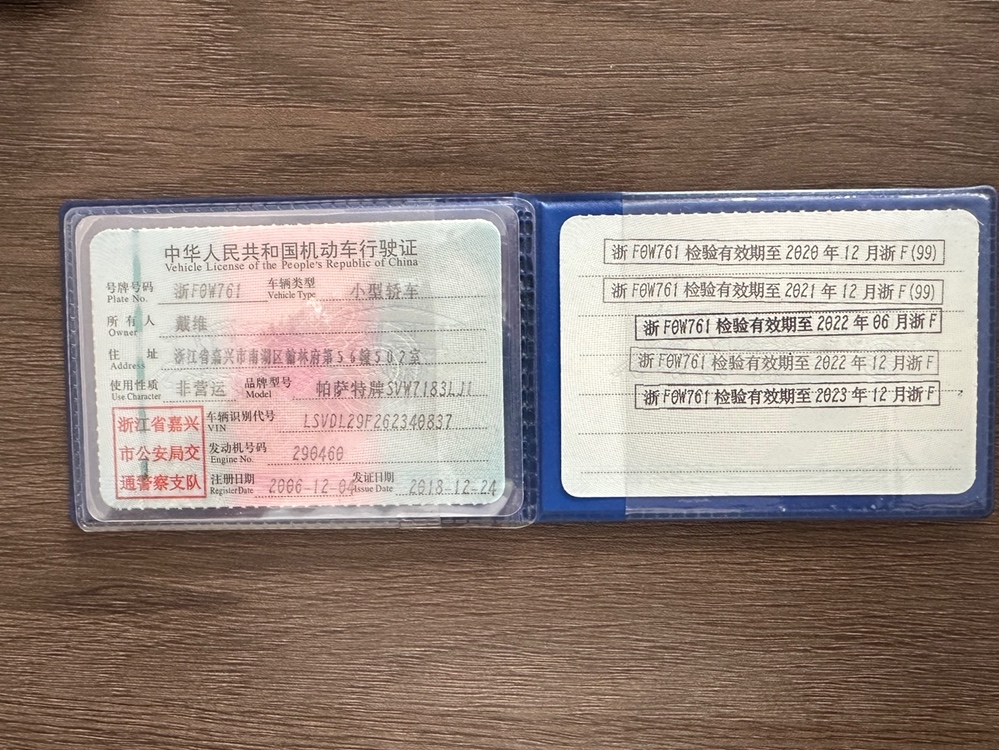 中华人民共和国机动车行驶证
Vehicle License of the People's Republic of China
号牌号码 浙F0W761 车辆类型 小型轿车
Plate No. Vehicle Type
所有人 戴维
Owner
住址 浙江省嘉兴市南湖区翰林府第56幢502室
Address
使用性质 非营运 品牌型号 帕萨特牌SVW7183LJI
Use Character Model
浙江省嘉兴
市公安局交
通警察支队
车辆识别代号 LSVDL29F262340837
VIN
发动机号码 290460
Engine No.
注册日期 2006-12-04 发证日期 2018-12-24
Register Date Issue Date
浙F0W761检验有效期至2020年12月浙F(99)
浙F0W761检验有效期至2021年12月浙F(99)
浙F0W761检验有效期至2022年06月浙F
浙F0W761检验有效期至2022年12月浙F
浙F0W761检验有效期至2023年12月浙F